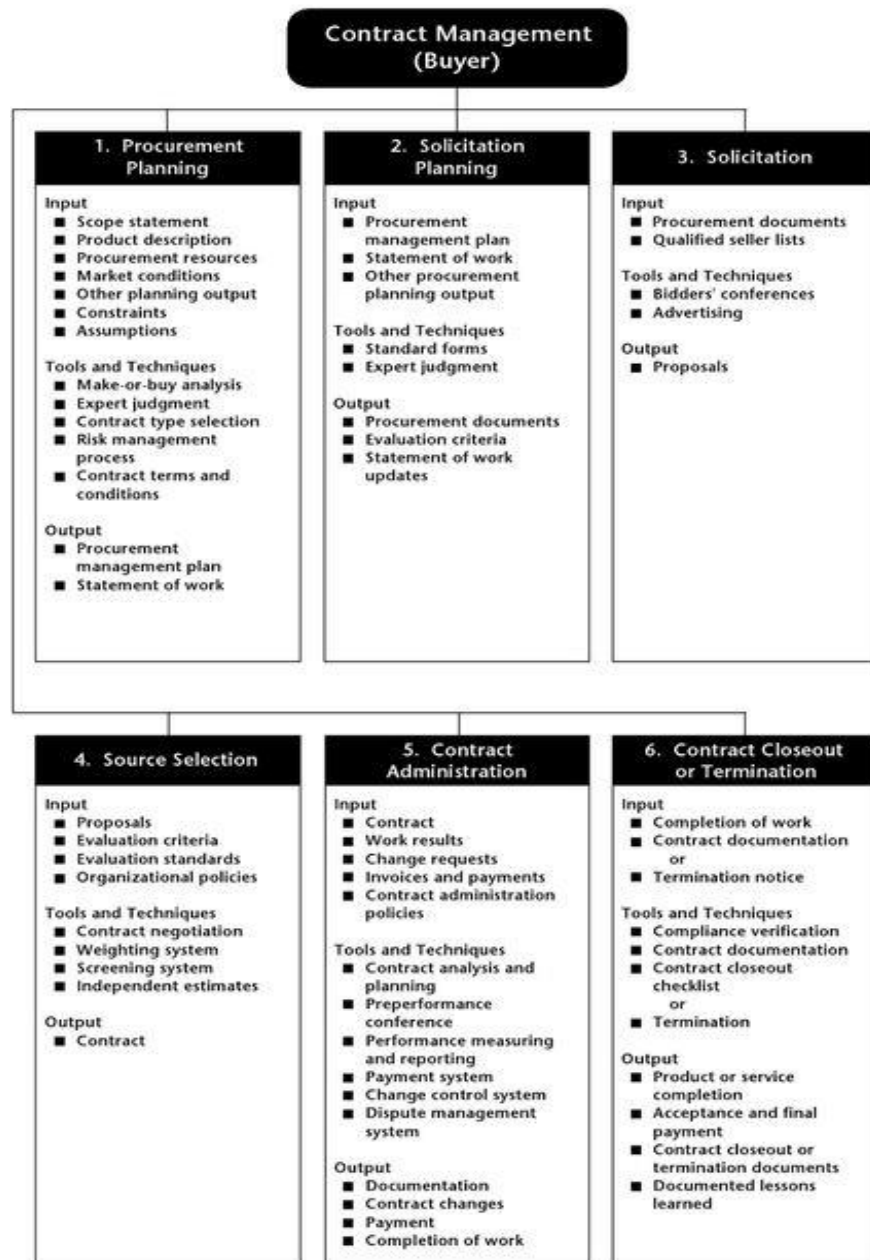 Contract Management
(Buyer)
1. Procurement
Planning
Input
■ Scope statement
■ Product description
■ Procurement resources
■ Market conditions
■ Other planning output
■ Constraints
■ Assumptions
Tools and Techniques
■ Make-or-buy analysis
■ Expert judgment
■ Contract type selection
■ Risk management
process
■ Contract terms and
conditions
Output
■ Procurement
management plan
■ Statement of work
2. Solicitation
Planning
Input
■ Procurement
management plan
■ Statement of work
■ Other procurement
planning output
Tools and Techniques
■ Standard forms
■ Expert judgment
Output
■ Procurement documents
■ Evaluation criteria
■ Statement of work
updates
3. Solicitation
Input
■ Procurement documents
■ Qualified seller lists
Tools and Techniques
■ Bidders' conferences
■ Advertising
Output
■ Proposals
4. Source Selection
Input
■ Proposals
■ Evaluation criteria
■ Evaluation standards
■ Organizational policies
Tools and Techniques
■ Contract negotiation
■ Weighting system
■ Screening system
■ Independent estimates
Output
■ Contract
5. Contract
Administration
Input
■ Contract
■ Work results
■ Change requests
■ Invoices and payments
■ Contract administration
policies
Tools and Techniques
■ Contract analysis and
planning
■ Preperformance
conference
■ Performance measuring
and reporting
■ Payment system
■ Change control system
■ Dispute management
system
Output
■ Documentation
■ Contract changes
■ Payment
■ Completion of work
6. Contract Closeout
or Termination
Input
■ Completion of work
■ Contract documentation
or
■ Termination notice
Tools and Techniques
■ Compliance verification
■ Contract documentation
■ Contract closeout
checklist
or
■ Termination
Output
■ Product or service
completion
■ Acceptance and final
payment
■ Contract closeout or
termination documents
■ Documented lessons
learned